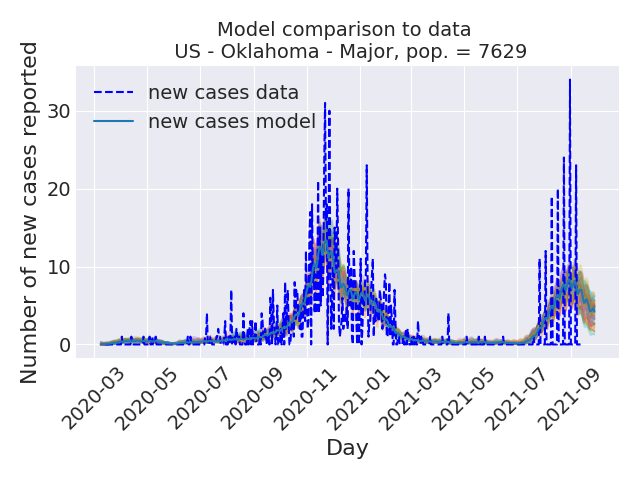 Model comparison to data
US - Oklahoma - Major, pop. = 7629
Number of new cases reported
30
20
10
0
new cases data
new cases model
2020-03
2020-05
2020-07
2020-09
2020-11
2021-01
2021-03
2021-05
2021-07
2021-09
Day